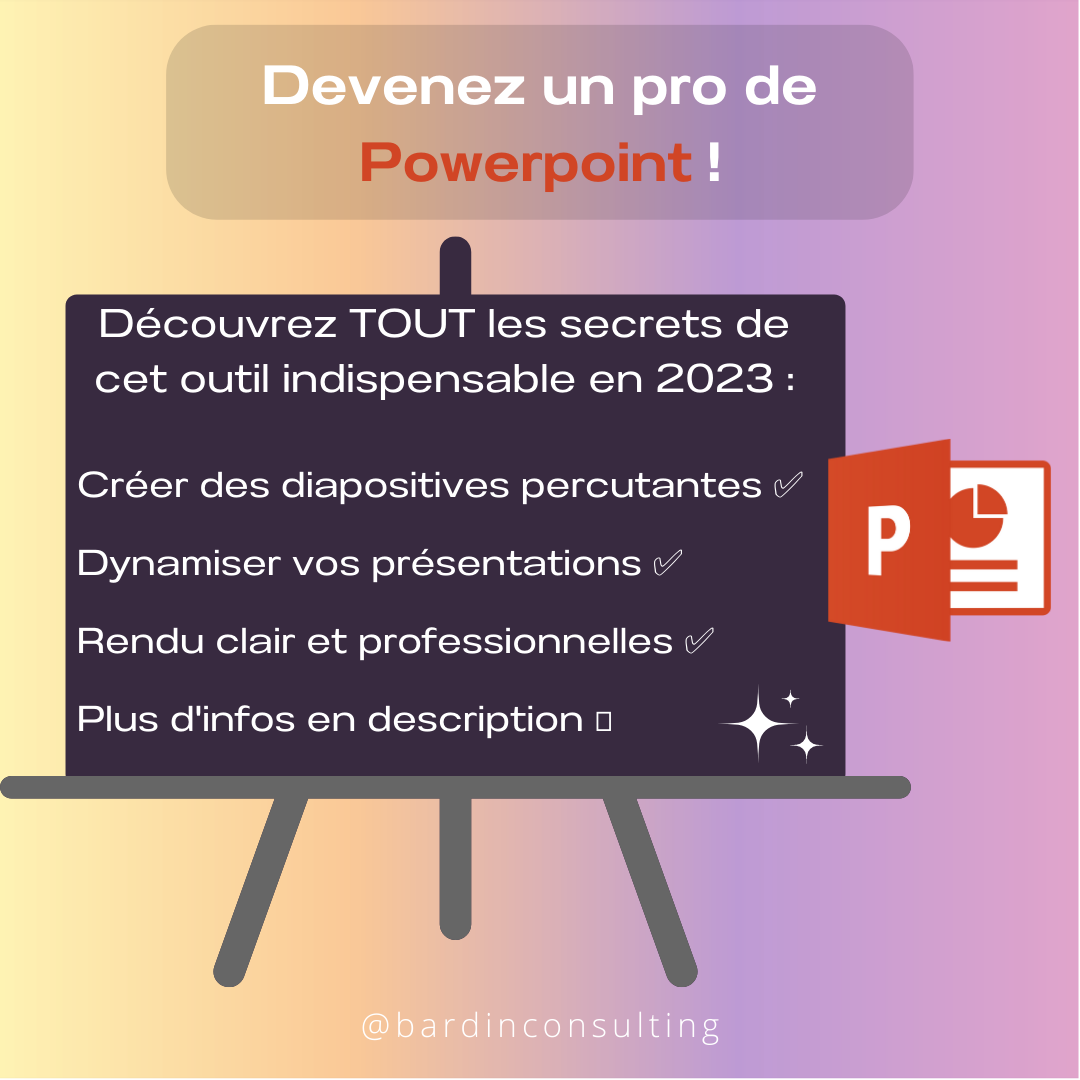 Devenez un pro de
Powerpoint !
Découvrez TOUT les secrets de
cet outil indispensable en 2023 :
Créer des diapositives percutantes ✅
Dynamiser vos présentations ✅
P
Rendu clair et professionnelles ✅
Plus d'infos en description
@bardinconsulting